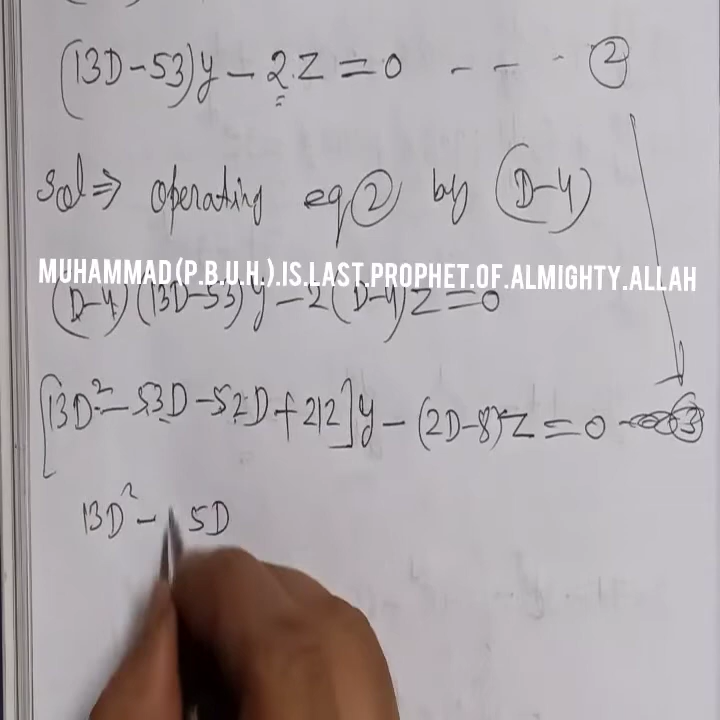 (13D-53)y - 2.Z = 0 - - - ②
Sol ⇒ operating eq ② by (D-4)
MUHAMMAD(P.B.U.H.).IS.LAST.PROPHET.OF.ALMIGHTY.ALLAH
(D-4)(13D-53)y - 2(D-4)Z = 0
[13D² - 53D - 52D + 212]y - (2D-8)Z = 0 - ③
13D² - 5D